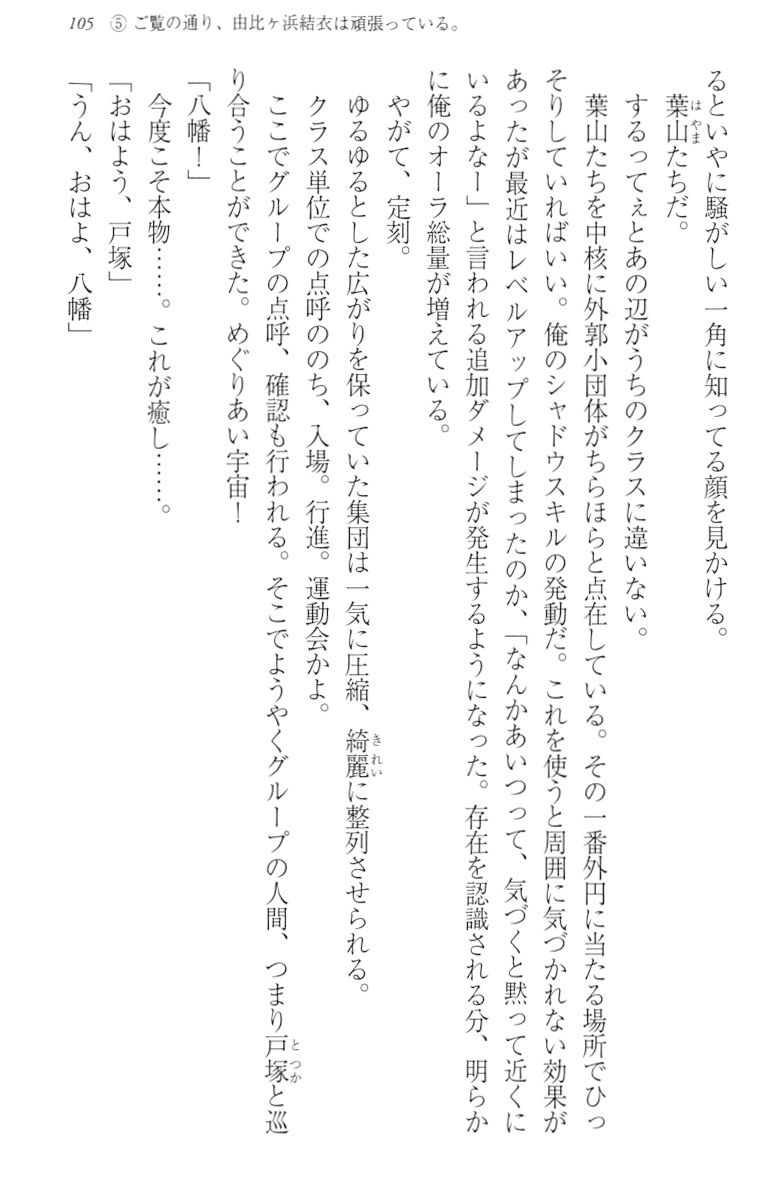 105 ⑤ ご覧の通り、由比ヶ浜結衣は頑張っている。
るといやに騒がしい一角に知ってる顔を見かける。
葉山たちだ。
するってぇとあの辺がうちのクラスに違いない。
葉山たちを中核に外郭小団体がちらほらと点在している。その一番外円に当たる場所でひっ
そりしていればいい。俺のシャドウスキルの発動だ。これを使うと周囲に気づかれない効果が
あったが最近はレベルアップしてしまったのか、「なんかあいつって、気づくと黙って近くに
いるよなー」と言われる追加ダメージが発生するようになった。存在を認識される分、明らか
に俺のオーラ総量が増えている。
やがて、定刻。
ゆるゆるとした広がりを保っていた集団は一気に圧縮、綺麗に整列させられる。
クラス単位での点呼ののち、入場。行進。運動会かよ。
ここでグループの点呼、確認も行われる。そこでようやくグループの人間、つまり戸塚と巡
り合うことができた。めぐりあい宇宙！
「八幡！」
今度こそ本物……。これが癒し……。
「おはよう、戸塚」
「うん、おはよ、八幡」